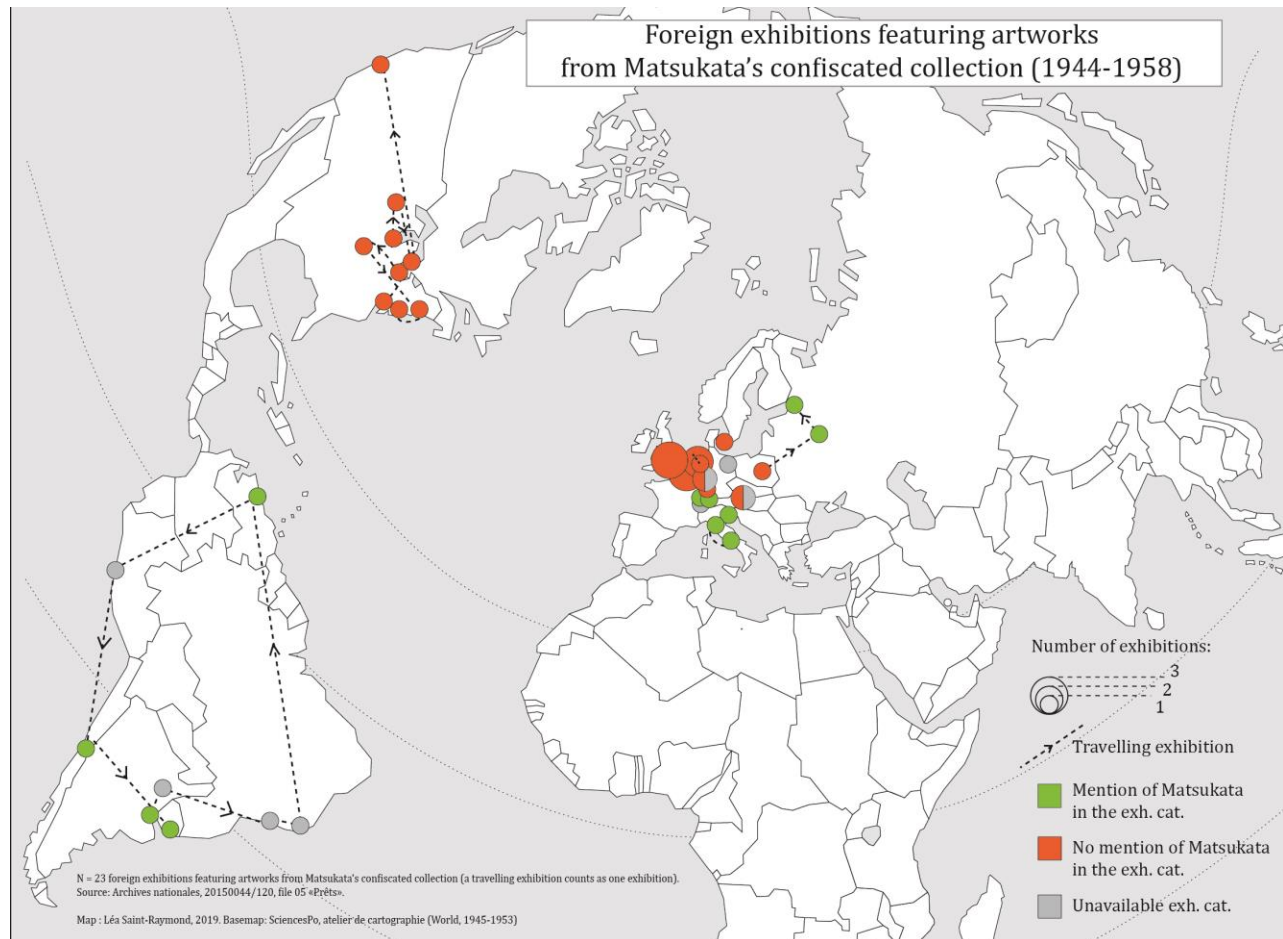 Foreign exhibitions featuring artworks
from Matsukata's confiscated collection (1944-1958)
Number of exhibitions:
3
2
1
Travelling exhibition
Mention of Matsukata
in the exh. cat.
No mention of Matsukata
in the exh. cat.
Unavailable exh. cat.
N = 23 foreign exhibitions featuring artworks from Matsukata's confiscated collection (a travelling exhibition counts as one exhibition).
Source: Archives nationales, 20150044/120, file 05 «Prêts».
Map : Léa Saint-Raymond, 2019. Basemap: SciencesPo, atelier de cartographie (World, 1945-1953)